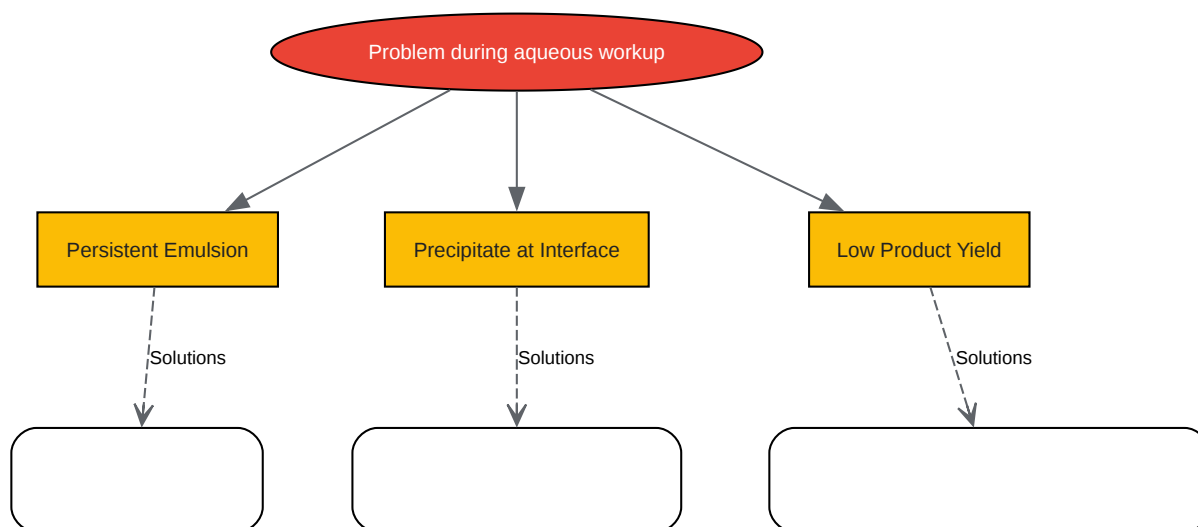 Problem during aqueous workup
Persistent Emulsion
Precipitate at Interface
Low Product Yield
Solutions
Solutions
Solutions